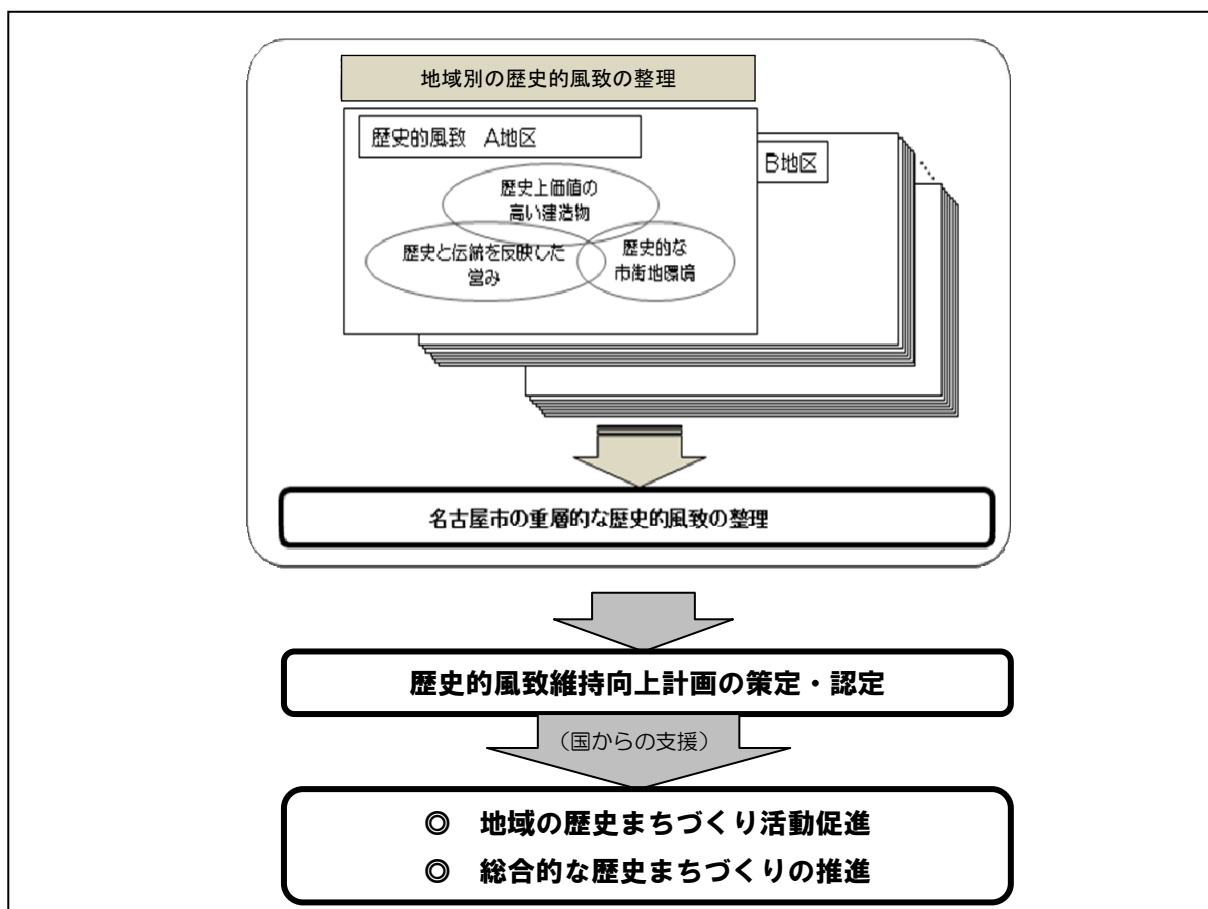 地域別の歴史的風致の整理
歴史的風致 A地区
歴史上価値の
高い建造物
歴史と伝統を反映した
営み
歴史的な
市街地環境
B地区
名古屋市の重層的な歴史的風致の整理
歴史的風致維持向上計画の策定・認定
（国からの支援）
◎ 地域の歴史まちづくり活動促進
◎ 総合的な歴史まちづくりの推進